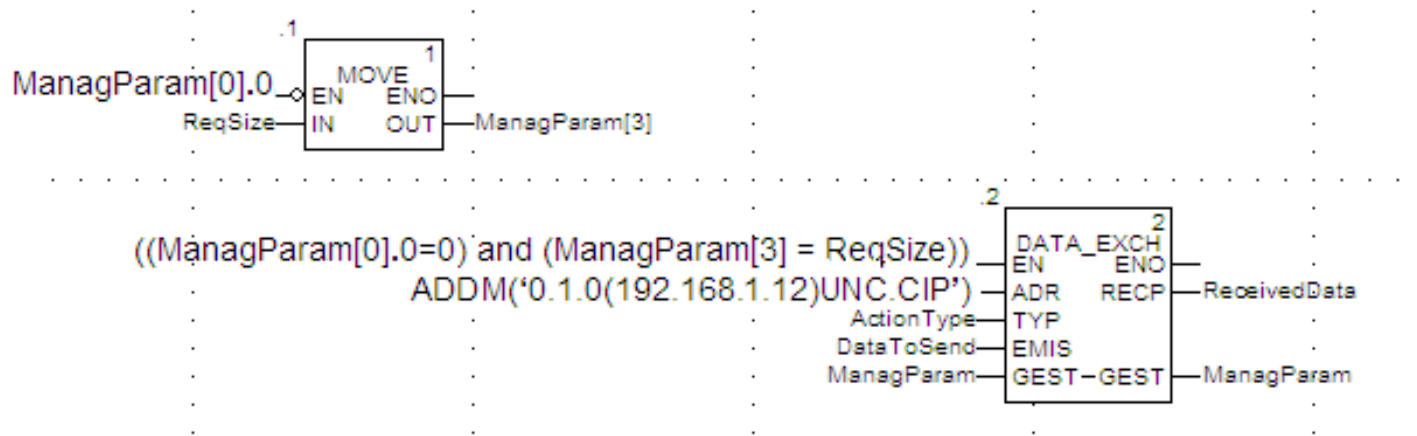 .1
1
MOVE
ManagParam[0].0 EN ENO
ReqSize IN OUT ManagParam[3]
.2
2
DATA_EXCH
((ManagParam[0].0=0) and (ManagParam[3] = ReqSize)) EN ENO
ADDM(‘0.1.0(192.168.1.12)UNC.CIP’) ADR RECP ReceivedData
ActionType TYP
DataToSend EMIS
ManagParam GEST GEST ManagParam